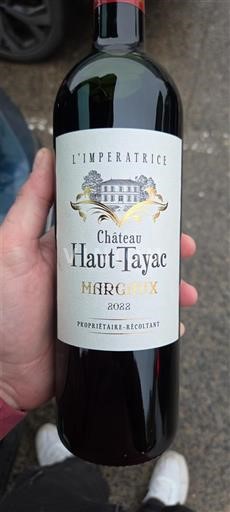 L'IMPERATRICE
Château
Haut-Tayac
MARGAUX
2022
PROPRIÉTAIRE-RÉCOLTANT